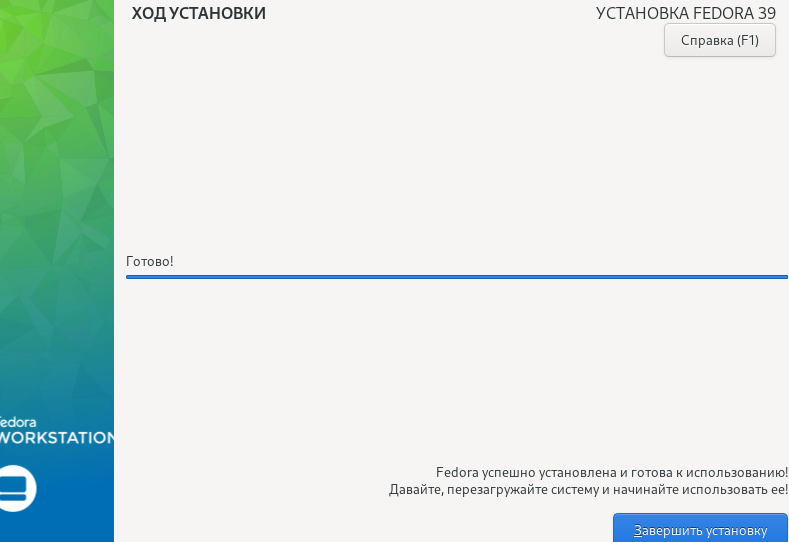 ХОД УСТАНОВКИ
УСТАНОВКА FEDORA 39
Справка (F1)
Готово!
fedora
WORKSTATION
Fedora успешно установлена и готова к использованию!
Давайте, перезагружайте систему и начинайте использовать ее!
Завершить установку